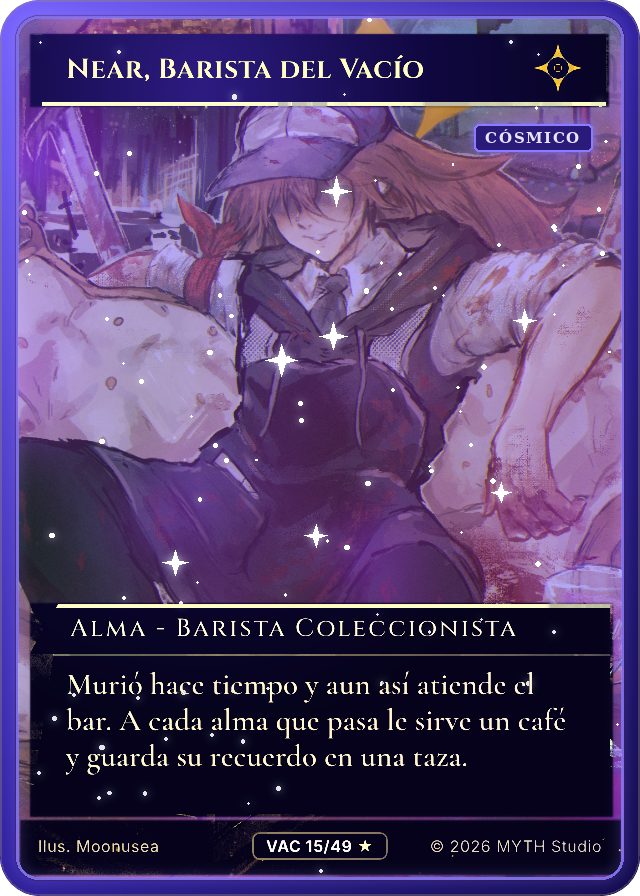 Near, Barista del Vacío
CÓSMICO
Alma - Barista Coleccionista
Murió hace tiempo y aun así atiende el
bar. A cada alma que pasa le sirve un café
y guarda su recuerdo en una taza.
Ilus. Moonusea
VAC 15/49 ★
© 2026 MYTH Studio